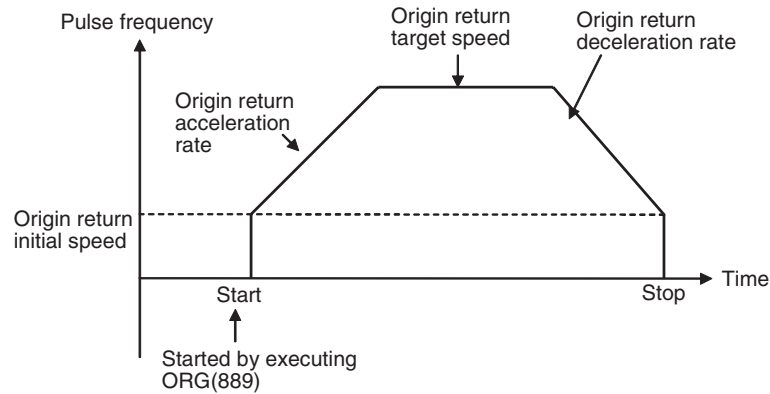 Pulse frequency
Origin return
target speed
Origin return
deceleration rate
Origin return
acceleration
rate
Origin return
initial speed
Time
Start
Stop
Started by executing
ORG(889)